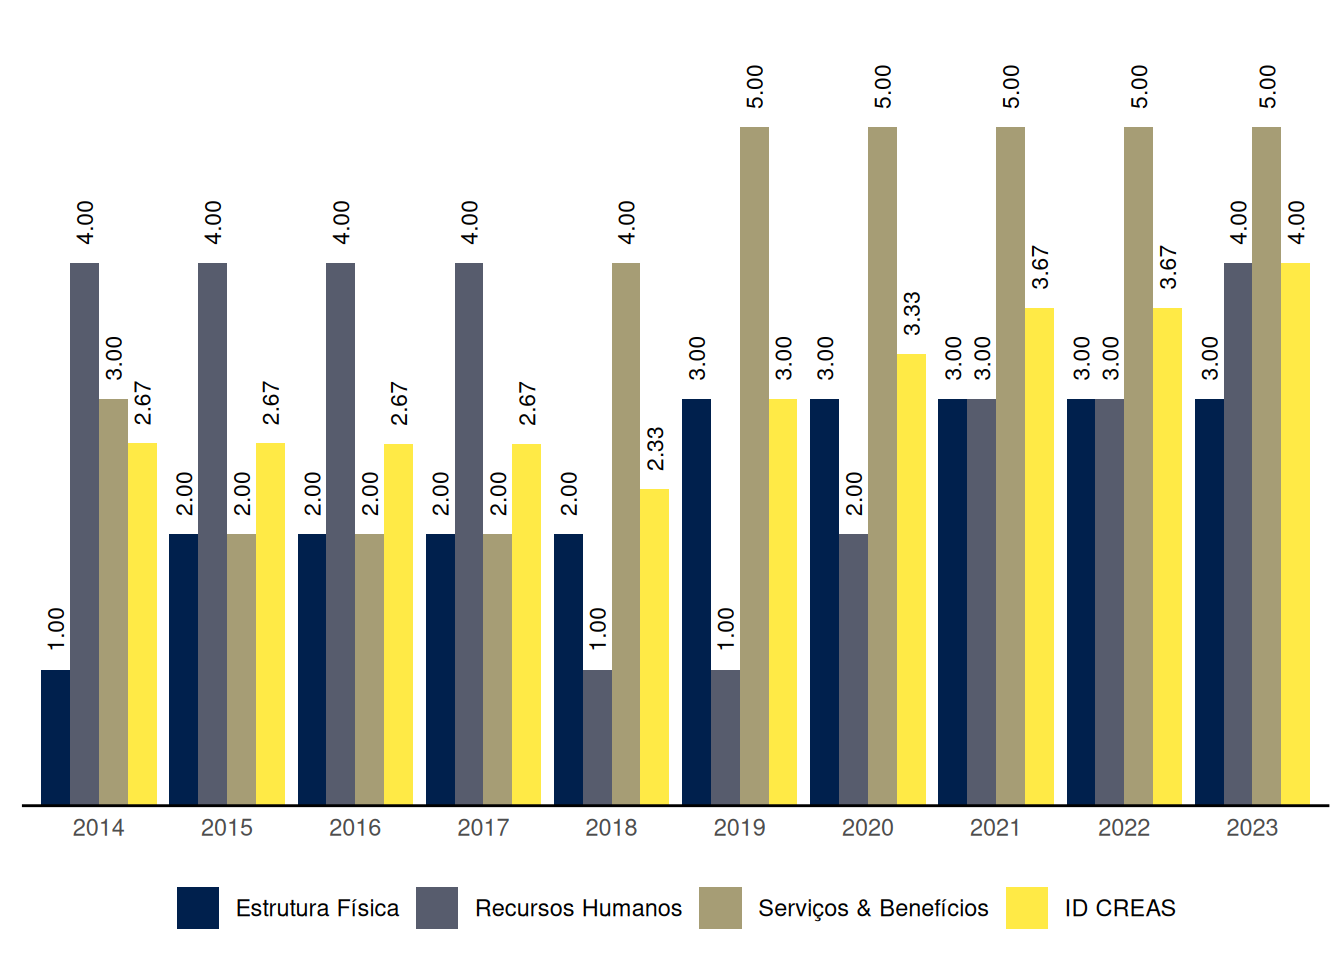 1.00 4.00 3.00 2.67
2.00 4.00 2.00 2.67
2.00 4.00 2.00 2.67
2.00 4.00 2.00 2.67
2.00 1.00 4.00 2.33
3.00 1.00 5.00 3.00
3.00 2.00 5.00 3.33
3.00 3.00 5.00 3.67
3.00 3.00 5.00 3.67
3.00 4.00 5.00 4.00
2014 2015 2016 2017 2018 2019 2020 2021 2022 2023
Estrutura Física Recursos Humanos Serviços & Benefícios ID CREAS